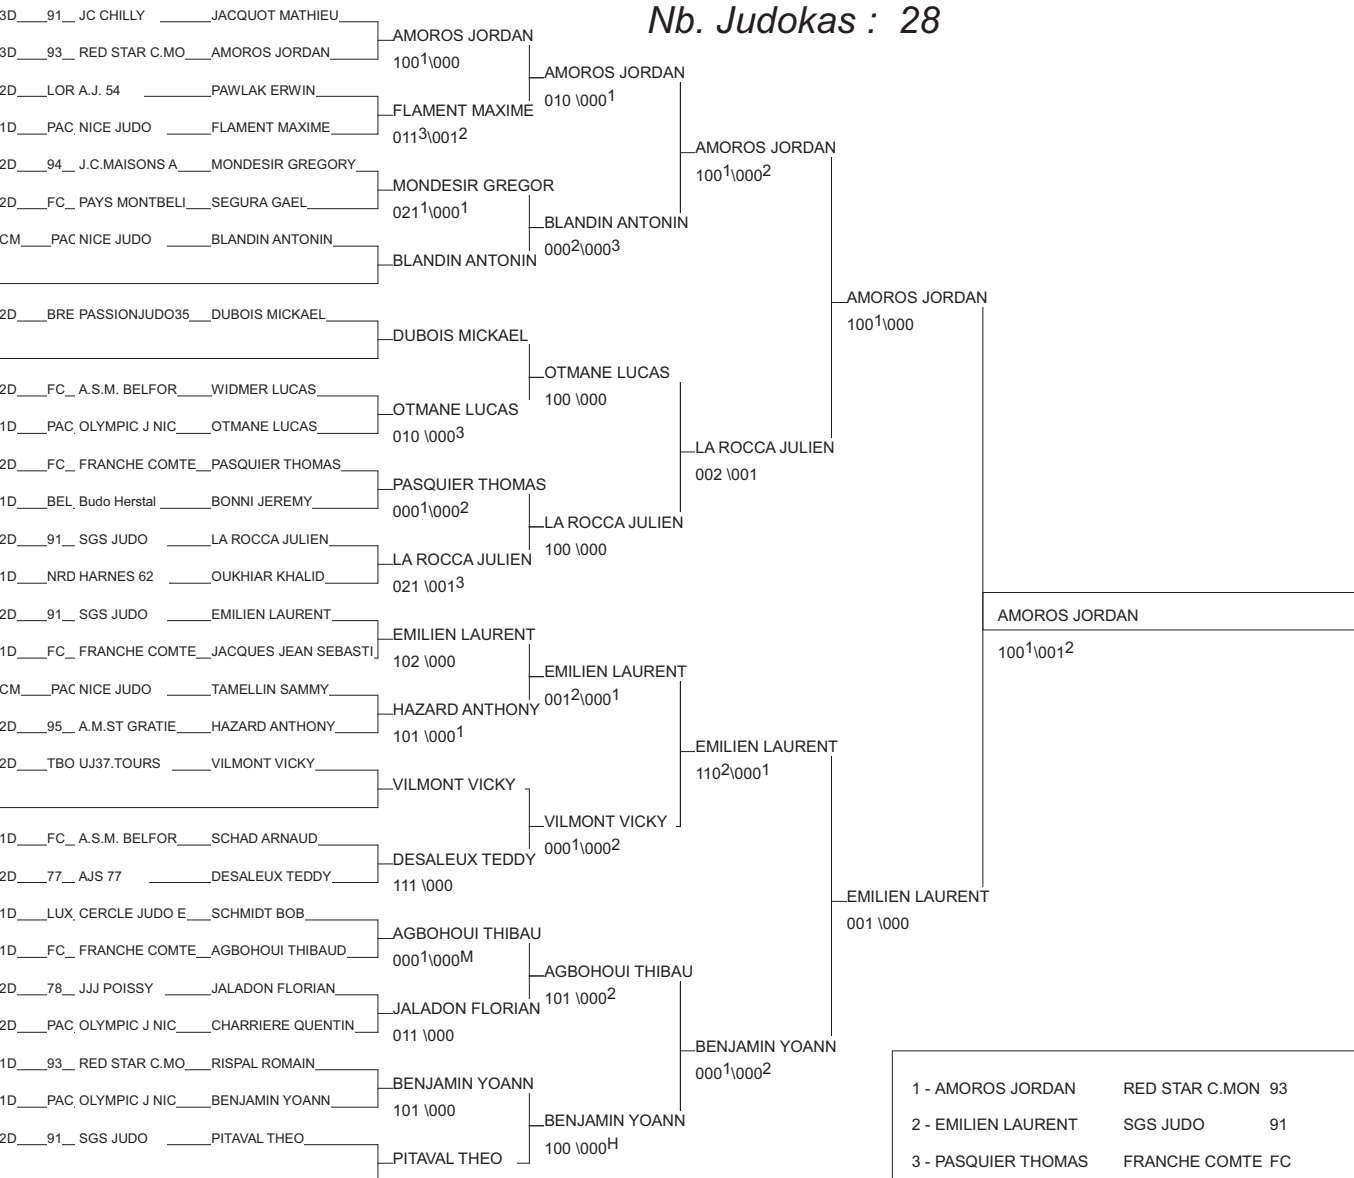 Nb. Judokas : 28
3D 91 JC CHILLY JACQUOT MATHIEU
3D 93 RED STAR C.MO AMOROS JORDAN
2D LOR A.J. 54 PAWLAK ERWIN
1D PAC NICE JUDO FLAMENT MAXIME
2D 94 J.C.MAISONS A MONDESIR GREGORY
2D FC PAYS MONTBELI SEGURA GAEL
CM PAC NICE JUDO BLANDIN ANTONIN
2D BRE PASSIONJUDO35 DUBOIS MICKAEL
2D FC A.S.M. BELFOR WIDMER LUCAS
1D PAC OLYMPIC J NIC OTMANE LUCAS
2D FC FRANCHE COMTE PASQUIER THOMAS
1D BEL Budo Herstal BONNI JEREMY
2D 91 SGS JUDO LA ROCCA JULIEN
1D NRD HARNES 62 OUKHIAR KHALID
2D 91 SGS JUDO EMILIEN LAURENT
1D FC FRANCHE COMTE JACQUES JEAN SEBASTI
CM PAC NICE JUDO TAMELLIN SAMMY
2D 95 A.M.ST GRATIE HAZARD ANTHONY
2D TBO UJ37.TOURS VILMONT VICKY
1D FC A.S.M. BELFOR SCHAD ARNAUD
2D 77 AJS 77 DESALEUX TEDDY
1D LUX CERCLE JUDO E SCHMIDT BOB
1D FC FRANCHE COMTE AGBOHOUI THIBAUD
2D 78 JJJ POISSY JALADON FLORIAN
2D PAC OLYMPIC J NIC CHARRIERE QUENTIN
1D 93 RED STAR C.MO RISPAL ROMAIN
1D PAC OLYMPIC J NIC BENJAMIN YOANN
2D 91 SGS JUDO PITAVAL THEO
AMOROS JORDAN
100¹\000
FLAMENT MAXIME
011³\001²
MONDESIR GREGOR
021¹\000¹
BLANDIN ANTONIN
DUBOIS MICKAEL
OTMANE LUCAS
010 \000³
PASQUIER THOMAS
000¹\000²
LA ROCCA JULIEN
021 \001³
EMILIEN LAURENT
102 \000
HAZARD ANTHONY
101 \000¹
VILMONT VICKY
DESALEUX TEDDY
111 \000
AGBOHOUI THIBAU
000¹\000ᴹ
JALADON FLORIAN
011 \000
BENJAMIN YOANN
101 \000
PITAVAL THEO
AMOROS JORDAN
010 \000¹
BLANDIN ANTONIN
000²\000³
OTMANE LUCAS
100 \000
LA ROCCA JULIEN
100 \000
EMILIEN LAURENT
001²\000¹
VILMONT VICKY
000¹\000²
AGBOHOUI THIBAU
101 \000²
BENJAMIN YOANN
100 \000ᴴ
AMOROS JORDAN
100¹\000²
LA ROCCA JULIEN
002 \001
EMILIEN LAURENT
110²\000¹
BENJAMIN YOANN
000¹\000²
AMOROS JORDAN
100¹\000
EMILIEN LAURENT
001 \000
AMOROS JORDAN
100¹\001²
1 - AMOROS JORDAN RED STAR C.MON 93
2 - EMILIEN LAURENT SGS JUDO 91
3 - PASQUIER THOMAS FRANCHE COMTE FC